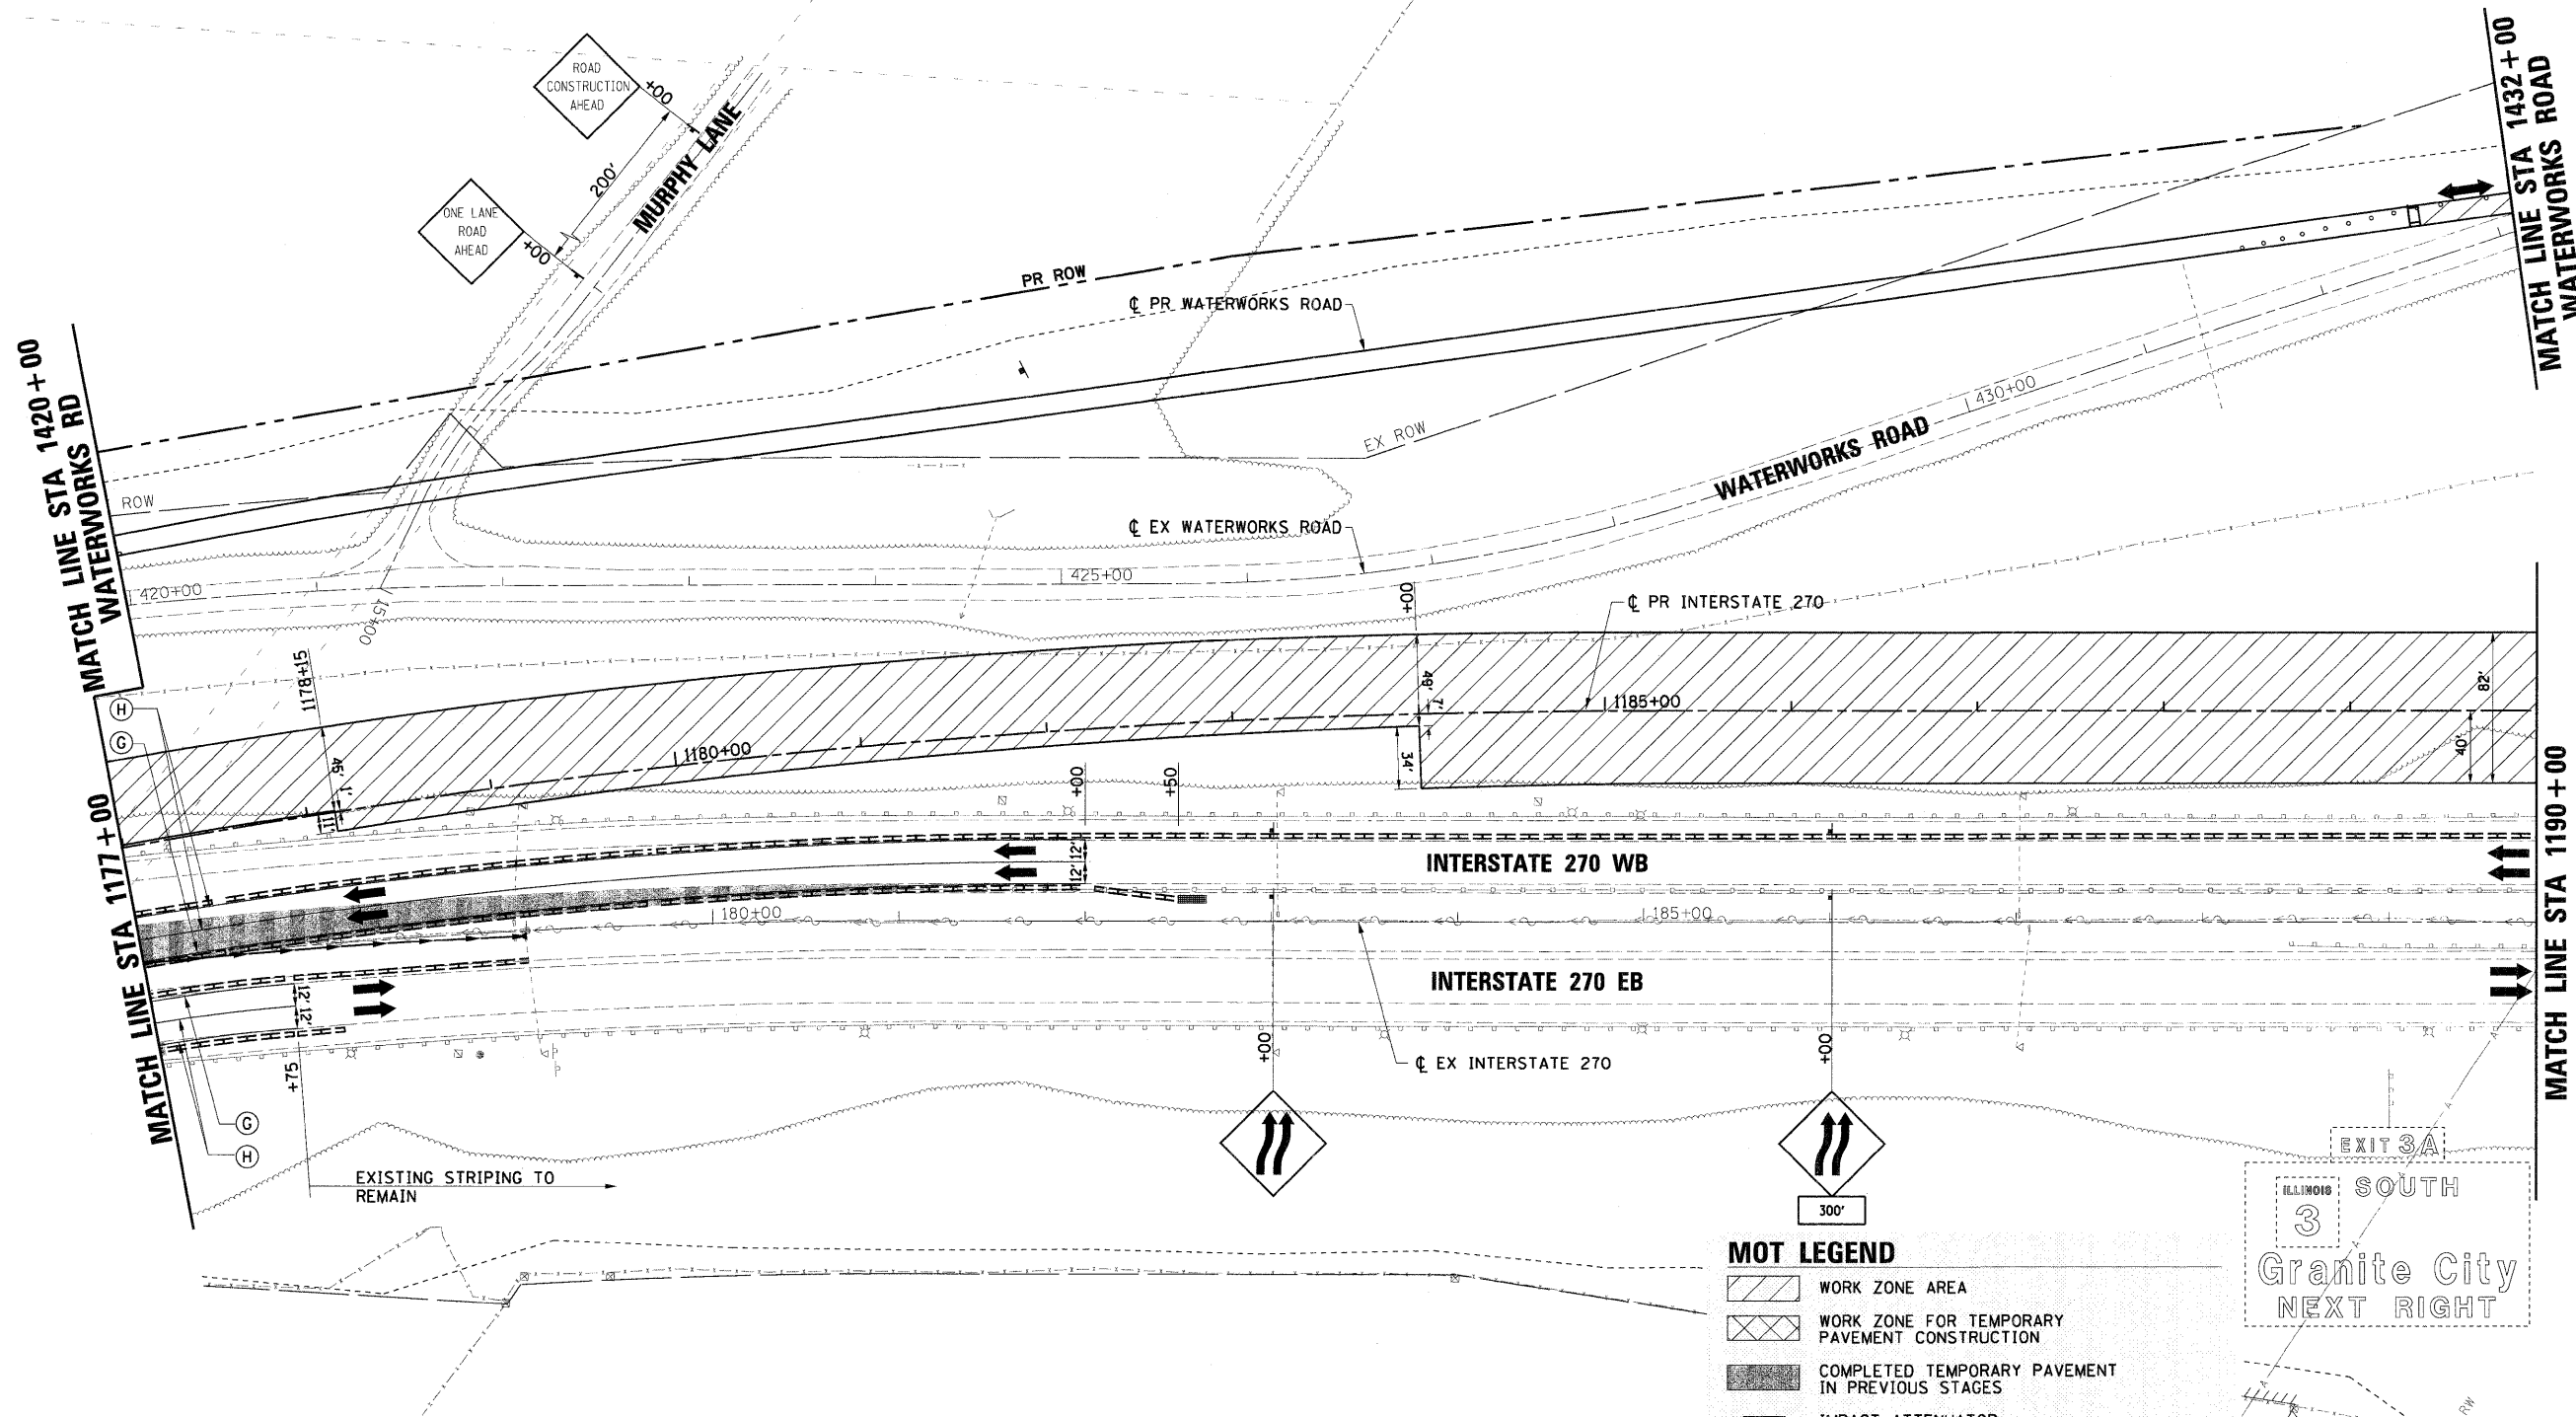 ROAD
CONSTRUCTION
AHEAD
+00
200'
MURPHY LANE
ONE LANE
ROAD
AHEAD
+00
MATCH LINE STA 1432+00
WATERWORKS ROAD
PR ROW
℄ PR WATERWORKS ROAD
MATCH LINE STA 1420+00
WATERWORKS RD
ROW
EX ROW
430+00
WATERWORKS ROAD
℄ EX WATERWORKS ROAD
420+00
15+00
425+00
+00
℄ PR INTERSTATE 270
1178+15
H
G
45'
1'
11'
1180+00
49'
7'
34'
1185+00
82'
40'
+00
+50
12'
12'
MATCH LINE STA 1177+00
INTERSTATE 270 WB
180+00
185+00
INTERSTATE 270 EB
MATCH LINE STA 1190+00
12'
12'
+75
+00
+00
℄ EX INTERSTATE 270
G
H
EXISTING STRIPING TO
REMAIN
300'
EXIT 3A
ILLINOIS
3
SOUTH
Granite City
NEXT RIGHT
MOT LEGEND
WORK ZONE AREA
WORK ZONE FOR TEMPORARY
PAVEMENT CONSTRUCTION
COMPLETED TEMPORARY PAVEMENT
IN PREVIOUS STAGES
IMPACT ATTENUATOR
RW